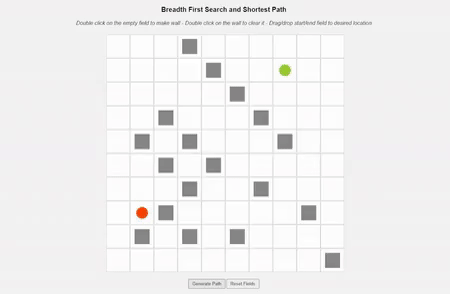 Breadth First Search and Shortest Path
Double click on the empty field to make wall - Double click on the wall to clear it - Drag/drop start/end field to desired location
Generate Path Reset Fields